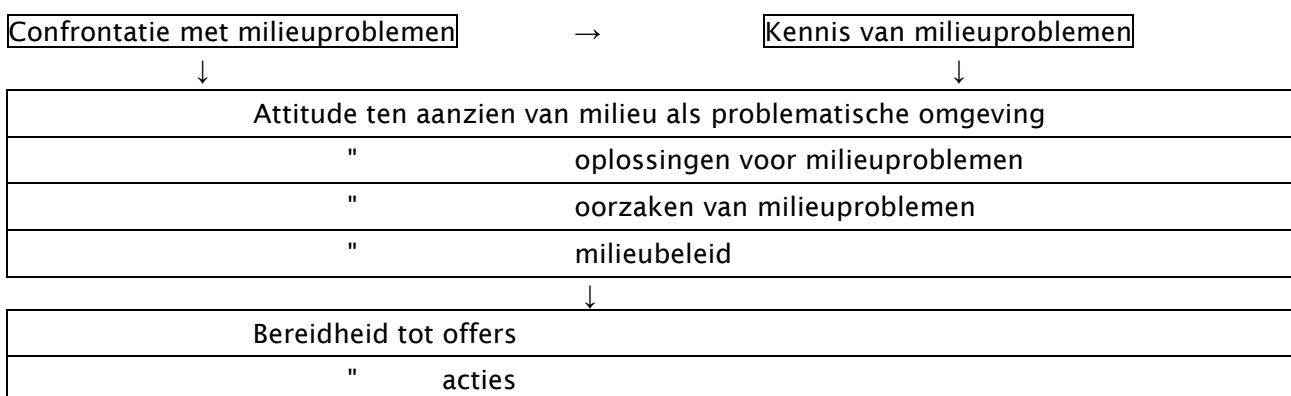 Confrontatie met milieuproblemen → Kennis van milieuproblemen
↓ ↓
Attitude ten aanzien van milieu als problematische omgeving
" oplossingen voor milieuproblemen
" oorzaken van milieuproblemen
" milieubeleid
↓
Bereidheid tot offers
" acties